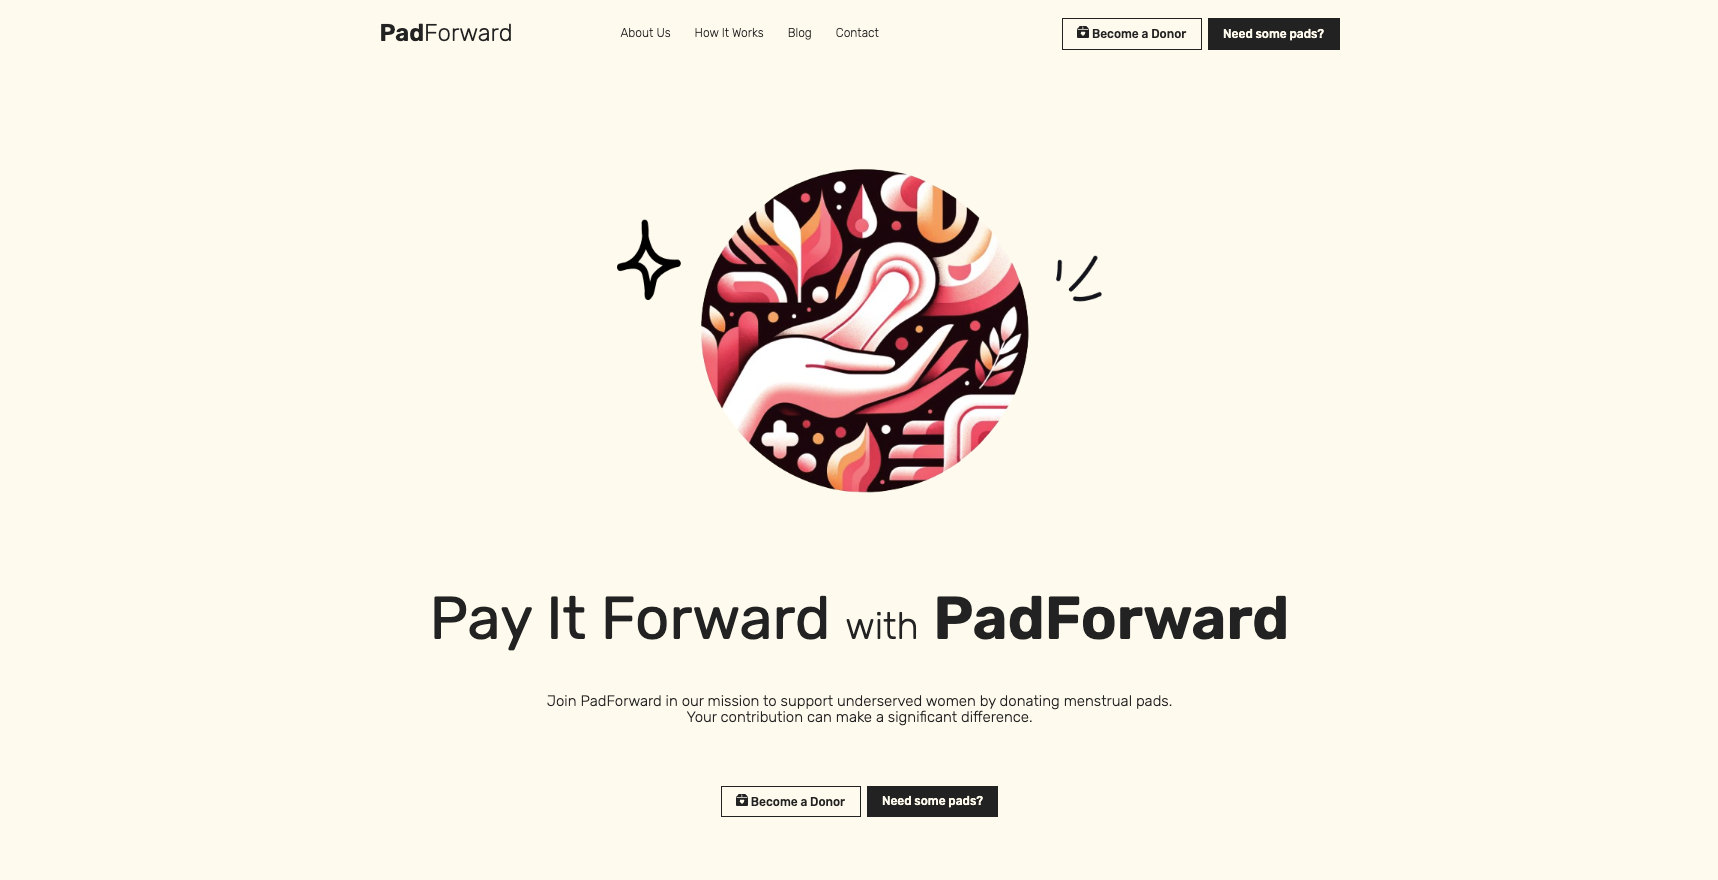 PadForward
About Us
How It Works
Blog
Contact
Become a Donor
Need some pads?
Pay It Forward with PadForward
Join PadForward in our mission to support underserved women by donating menstrual pads.
Your contribution can make a significant difference.
Become a Donor
Need some pads?